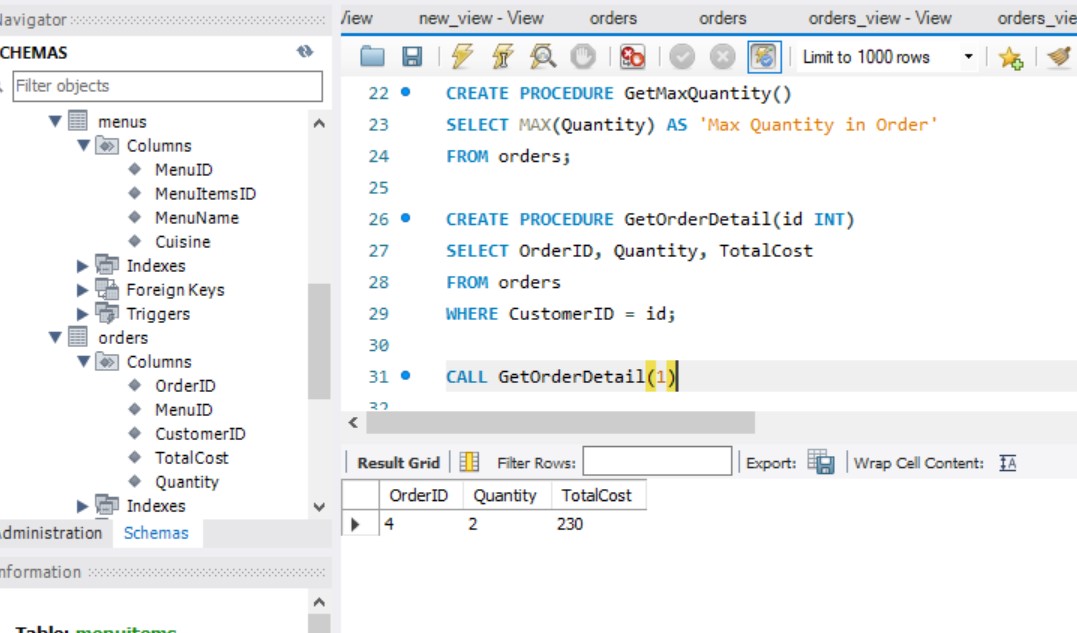 Navigator
SCHEMAS
Filter objects
menus
Columns
MenuID
MenuItemsID
MenuName
Cuisine
Indexes
Foreign Keys
Triggers
orders
Columns
OrderID
MenuID
CustomerID
TotalCost
Quantity
Indexes
Administration Schemas
Information
Table: menuitems
View new_view - View orders orders orders_view - View orders_vie
Limit to 1000 rows
22 CREATE PROCEDURE GetMaxQuantity()
23 SELECT MAX(Quantity) AS 'Max Quantity in Order'
24 FROM orders;
25
26 CREATE PROCEDURE GetOrderDetail(id INT)
27 SELECT OrderID, Quantity, TotalCost
28 FROM orders
29 WHERE CustomerID = id;
30
31 CALL GetOrderDetail(1)
32
Result Grid Filter Rows: Export: Wrap Cell Content: IA
OrderID Quantity TotalCost
4 2 230